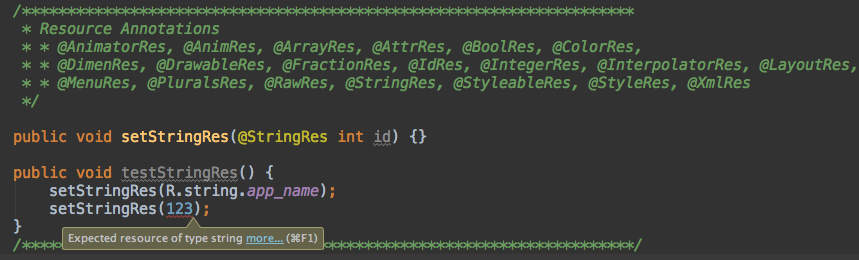 /********************************************************************
* Resource Annotations
* * @AnimatorRes, @AnimRes, @ArrayRes, @AttrRes, @BoolRes, @ColorRes,
* * @DimenRes, @DrawableRes, @FractionRes, @IdRes, @IntegerRes, @InterpolatorRes, @LayoutRes,
* * @MenuRes, @PluralsRes, @RawRes, @StringRes, @StyleableRes, @StyleRes, @XmlRes
*/
public void setStringRes(@StringRes int id) {}
public void testStringRes() {
setStringRes(R.string.app_name);
setStringRes(123);
}
Expected resource of type string more... (⌘F1)
/********************************************************************/